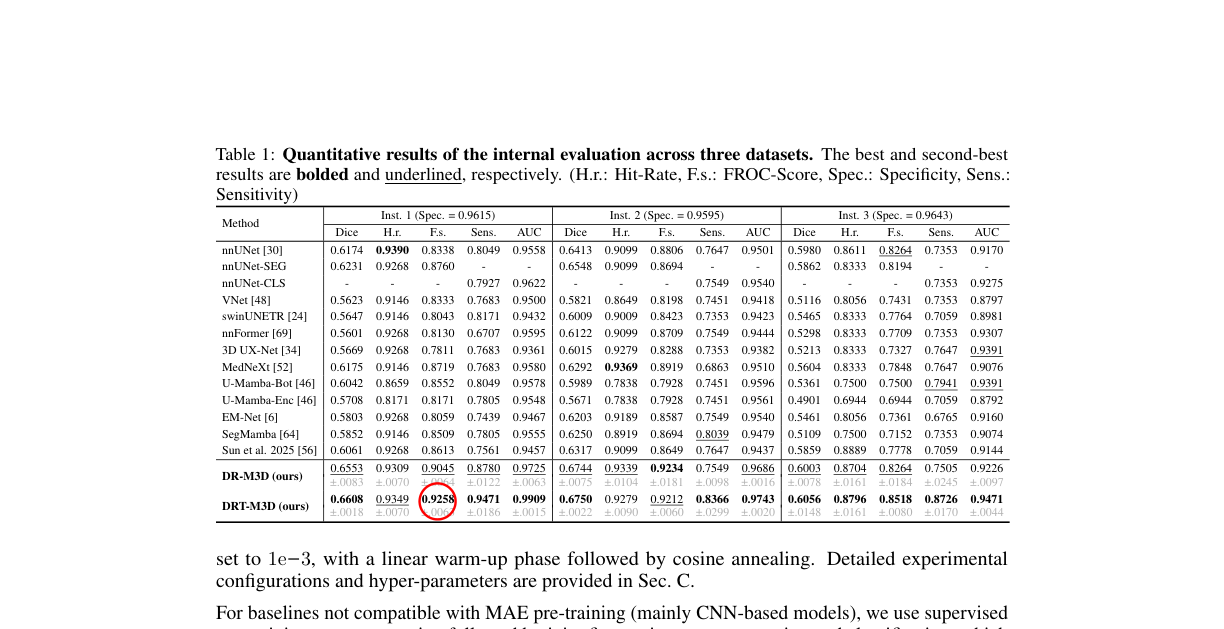 Table 1: Quantitative results of the internal evaluation across three datasets. The best and second-best
results are bolded and underlined, respectively. (H.r.: Hit-Rate, F.s.: FROC-Score, Spec.: Specificity, Sens.:
Sensitivity)
Method Inst. 1 (Spec. = 0.9615) Inst. 2 (Spec. = 0.9595) Inst. 3 (Spec. = 0.9643)
Dice H.r. F.s. Sens. AUC Dice H.r. F.s. Sens. AUC Dice H.r. F.s. Sens. AUC
nnUNet [30] 0.6174 0.9390 0.8338 0.8049 0.9558 0.6413 0.9099 0.8806 0.7647 0.9501 0.5980 0.8611 0.8264 0.7353 0.9170
nnUNet-SEG 0.6231 0.9268 0.8760 - - 0.6548 0.9099 0.8694 - - 0.5862 0.8333 0.8194 - -
nnUNet-CLS - - - 0.7927 0.9622 - - - 0.7549 0.9540 - - - 0.7353 0.9275
VNet [48] 0.5623 0.9146 0.8333 0.7683 0.9500 0.5821 0.8649 0.8198 0.7451 0.9418 0.5116 0.8056 0.7431 0.7353 0.8797
swinUNETR [24] 0.5647 0.9146 0.8043 0.8171 0.9432 0.6009 0.9009 0.8423 0.7353 0.9423 0.5465 0.8333 0.7764 0.7059 0.8981
nnFormer [69] 0.5601 0.9268 0.8130 0.6707 0.9595 0.6122 0.9099 0.8709 0.7549 0.9444 0.5298 0.8333 0.7709 0.7353 0.9307
3D UX-Net [34] 0.5669 0.9268 0.7811 0.7683 0.9361 0.6015 0.9279 0.8288 0.7353 0.9382 0.5213 0.8333 0.7327 0.7647 0.9391
MedNeXt [52] 0.6175 0.9146 0.8719 0.7683 0.9580 0.6292 0.9369 0.8919 0.6863 0.9510 0.5604 0.8333 0.7848 0.7647 0.9076
U-Mamba-Bot [46] 0.6042 0.8659 0.8552 0.8049 0.9578 0.5989 0.7838 0.7928 0.7451 0.9596 0.5361 0.7500 0.7500 0.7941 0.9391
U-Mamba-Enc [46] 0.5708 0.8171 0.8171 0.7805 0.9548 0.5671 0.7838 0.7928 0.7451 0.9561 0.4901 0.6944 0.6944 0.7059 0.8792
EM-Net [6] 0.5803 0.9268 0.8059 0.7439 0.9467 0.6203 0.9189 0.8587 0.7549 0.9540 0.5461 0.8056 0.7361 0.6765 0.9160
SegMamba [64] 0.5852 0.9146 0.8509 0.7805 0.9555 0.6250 0.8919 0.8694 0.8039 0.9479 0.5109 0.7500 0.7152 0.7353 0.9074
Sun et al. 2025 [56] 0.6061 0.9268 0.8613 0.7561 0.9457 0.6317 0.9099 0.8649 0.7647 0.9437 0.5859 0.8889 0.7778 0.7059 0.9144
DR-M3D (ours) 0.6553 0.9309 0.9045 0.8780 0.9725 0.6744 0.9339 0.9234 0.7549 0.9686 0.6003 0.8704 0.8264 0.7505 0.9226
±.0083 ±.0070 ±.0064 ±.0122 ±.0063 ±.0075 ±.0104 ±.0181 ±.0098 ±.0016 ±.0078 ±.0161 ±.0184 ±.0245 ±.0097
DRT-M3D (ours) 0.6608 0.9349 0.9258 0.9471 0.9909 0.6750 0.9279 0.9212 0.8366 0.9743 0.6056 0.8796 0.8518 0.8726 0.9471
±.0018 ±.0070 ±.0186 ±.0015 ±.0022 ±.0090 ±.0060 ±.0299 ±.0020 ±.0148 ±.0161 ±.0080 ±.0170 ±.0044
set to 1e−3, with a linear warm-up phase followed by cosine annealing. Detailed experimental
configurations and hyper-parameters are provided in Sec. C.
For baselines not compatible with MAE pre-training (mainly CNN-based models), we use supervised